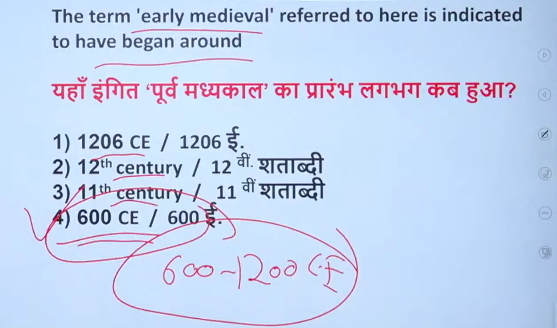 The term 'early medieval' referred to here is indicated
to have began around
यहाँ इंगित ‘पूर्व मध्यकाल’ का प्रारंभ लगभग कब हुआ?
1) 1206 CE / 1206 ई.
2) 12th century / 12 वीं शताब्दी
3) 11th century / 11 वीं शताब्दी
4) 600 CE / 600 ई.
600-1200 C.E